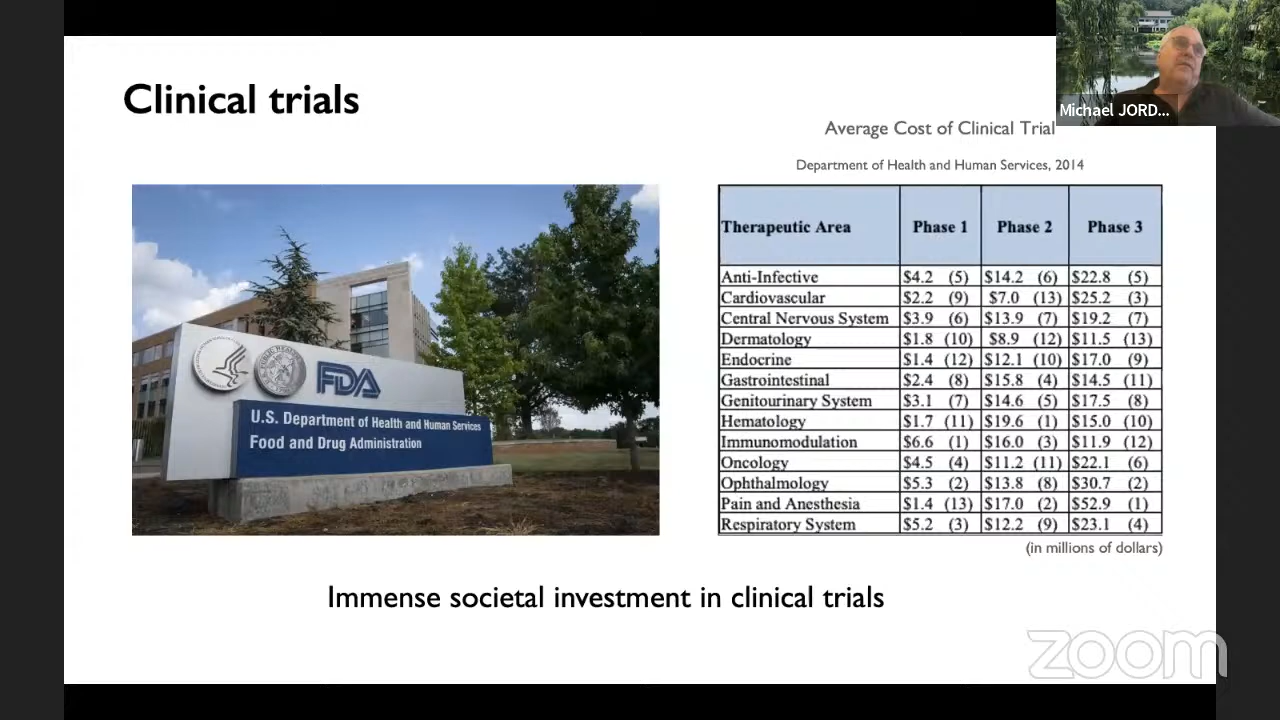 Clinical trials
Michael JORD...
Average Cost of Clinical Trial
Department of Health and Human Services, 2014
FDA
U.S. Department of Health and Human Services
Food and Drug Administration
Therapeutic Area Phase 1 Phase 2 Phase 3
Anti-Infective $4.2 (5) $14.2 (6) $22.8 (5)
Cardiovascular $2.2 (9) $7.0 (13) $25.2 (3)
Central Nervous System $3.9 (6) $13.9 (7) $19.2 (7)
Dermatology $1.8 (10) $8.9 (12) $11.5 (13)
Endocrine $1.4 (12) $12.1 (10) $17.0 (9)
Gastrointestinal $2.4 (8) $15.8 (4) $14.5 (11)
Genitourinary System $3.1 (7) $14.6 (5) $17.5 (8)
Hematology $1.7 (11) $19.6 (1) $15.0 (10)
Immunomodulation $6.6 (1) $16.0 (3) $11.9 (12)
Oncology $4.5 (4) $11.2 (11) $22.1 (6)
Ophthalmology $5.3 (2) $13.8 (8) $30.7 (2)
Pain and Anesthesia $1.4 (13) $17.0 (2) $52.9 (1)
Respiratory System $5.2 (3) $12.2 (9) $23.1 (4)
(in millions of dollars)
Immense societal investment in clinical trials
zoom